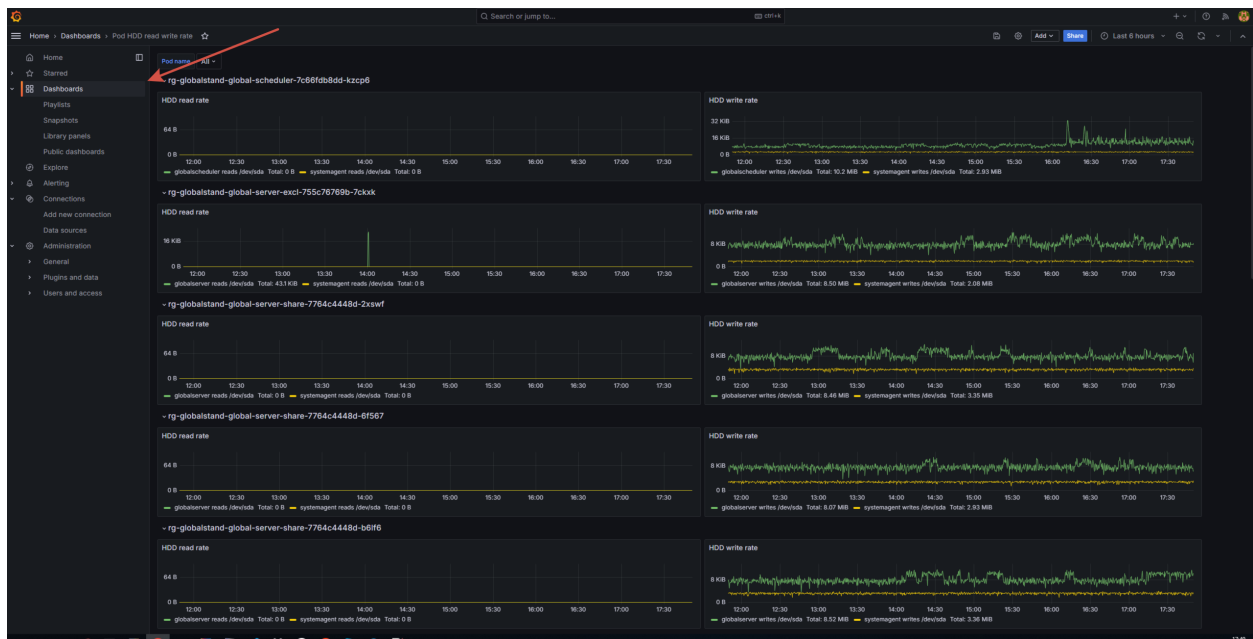 Search or jump to...
ctrl+k
Home › Dashboards › Pod HDD read write rate
Add
Share
Last 6 hours
Home
Starred
Dashboards
Playlists
Snapshots
Library panels
Public dashboards
Explore
Alerting
Connections
Add new connection
Data sources
Administration
General
Plugins and data
Users and access
Pod name
All
rg-globalstand-global-scheduler-7c66fdb8dd-kzcp6
HDD read rate
64 B
0 B
12:00 12:30 13:00 13:30 14:00 14:30 15:00 15:30 16:00 16:30 17:00 17:30
globalscheduler reads /dev/sda Total: 0 B systemagent reads /dev/sda Total: 0 B
HDD write rate
32 KiB
16 KiB
0 B
12:00 12:30 13:00 13:30 14:00 14:30 15:00 15:30 16:00 16:30 17:00 17:30
globalscheduler writes /dev/sda Total: 10.2 MiB systemagent writes /dev/sda Total: 2.93 MiB
rg-globalstand-global-server-excl-755c76769b-7ckxk
HDD read rate
16 KiB
0 B
12:00 12:30 13:00 13:30 14:00 14:30 15:00 15:30 16:00 16:30 17:00 17:30
globalserver reads /dev/sda Total: 43.1 KiB systemagent reads /dev/sda Total: 0 B
HDD write rate
8 KiB
0 B
12:00 12:30 13:00 13:30 14:00 14:30 15:00 15:30 16:00 16:30 17:00 17:30
globalserver writes /dev/sda Total: 8.50 MiB systemagent writes /dev/sda Total: 2.08 MiB
rg-globalstand-global-server-share-7764c4448d-2xswf
HDD read rate
64 B
0 B
12:00 12:30 13:00 13:30 14:00 14:30 15:00 15:30 16:00 16:30 17:00 17:30
globalserver reads /dev/sda Total: 0 B systemagent reads /dev/sda Total: 0 B
HDD write rate
8 KiB
0 B
12:00 12:30 13:00 13:30 14:00 14:30 15:00 15:30 16:00 16:30 17:00 17:30
globalserver writes /dev/sda Total: 8.46 MiB systemagent writes /dev/sda Total: 3.35 MiB
rg-globalstand-global-server-share-7764c4448d-6f567
HDD read rate
64 B
0 B
12:00 12:30 13:00 13:30 14:00 14:30 15:00 15:30 16:00 16:30 17:00 17:30
globalserver reads /dev/sda Total: 0 B systemagent reads /dev/sda Total: 0 B
HDD write rate
8 KiB
0 B
12:00 12:30 13:00 13:30 14:00 14:30 15:00 15:30 16:00 16:30 17:00 17:30
globalserver writes /dev/sda Total: 8.07 MiB systemagent writes /dev/sda Total: 2.93 MiB
rg-globalstand-global-server-share-7764c4448d-b6lf6
HDD read rate
64 B
0 B
12:00 12:30 13:00 13:30 14:00 14:30 15:00 15:30 16:00 16:30 17:00 17:30
globalserver reads /dev/sda Total: 0 B systemagent reads /dev/sda Total: 0 B
HDD write rate
8 KiB
0 B
12:00 12:30 13:00 13:30 14:00 14:30 15:00 15:30 16:00 16:30 17:00 17:30
globalserver writes /dev/sda Total: 8.52 MiB systemagent writes /dev/sda Total: 3.36 MiB